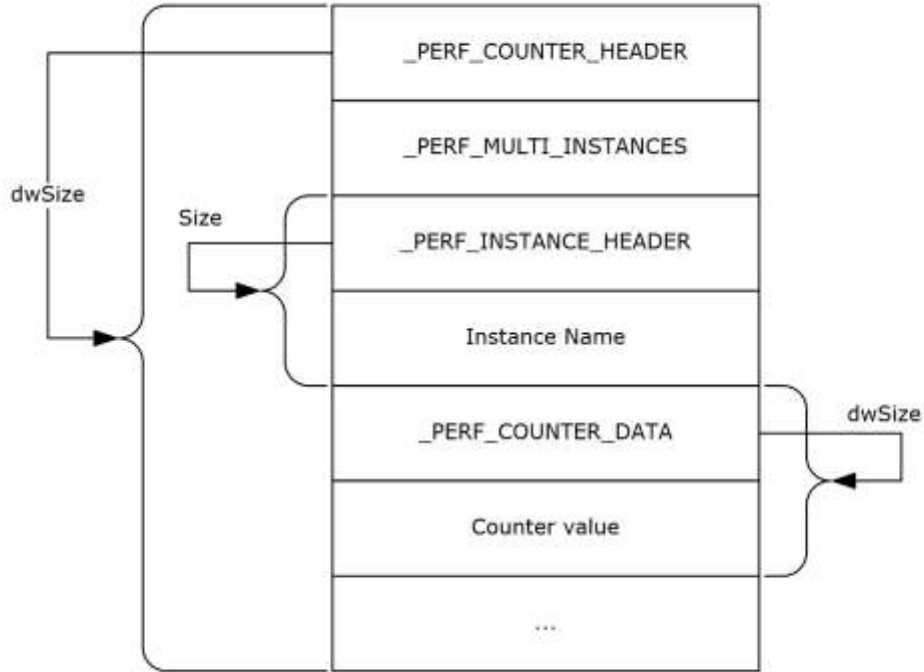 _PERF_COUNTER_HEADER
_PERF_MULTI_INSTANCES
dwSize
Size
_PERF_INSTANCE_HEADER
Instance Name
dwSize
_PERF_COUNTER_DATA
Counter value
...